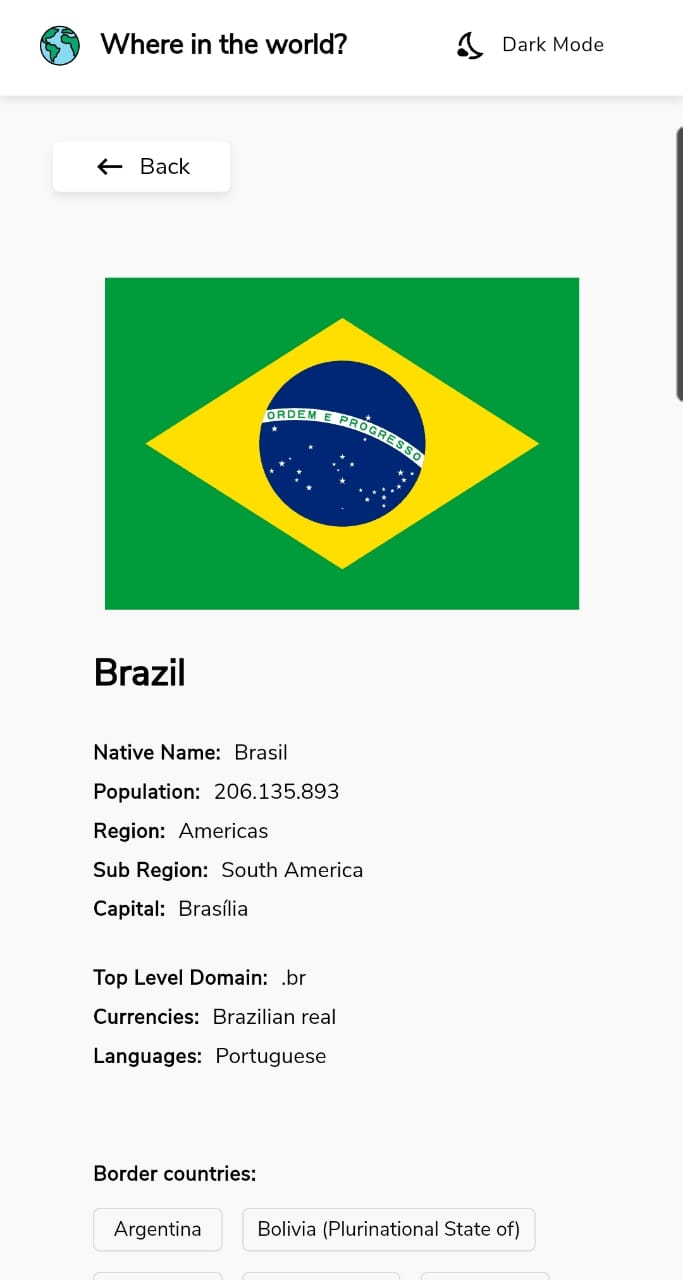 Where in the world?
Dark Mode
Back
ORDEM E PROGRESSO
Brazil
Native Name: Brasil
Population: 206.135.893
Region: Americas
Sub Region: South America
Capital: Brasília
Top Level Domain: .br
Currencies: Brazilian real
Languages: Portuguese
Border countries:
Argentina
Bolivia (Plurinational State of)